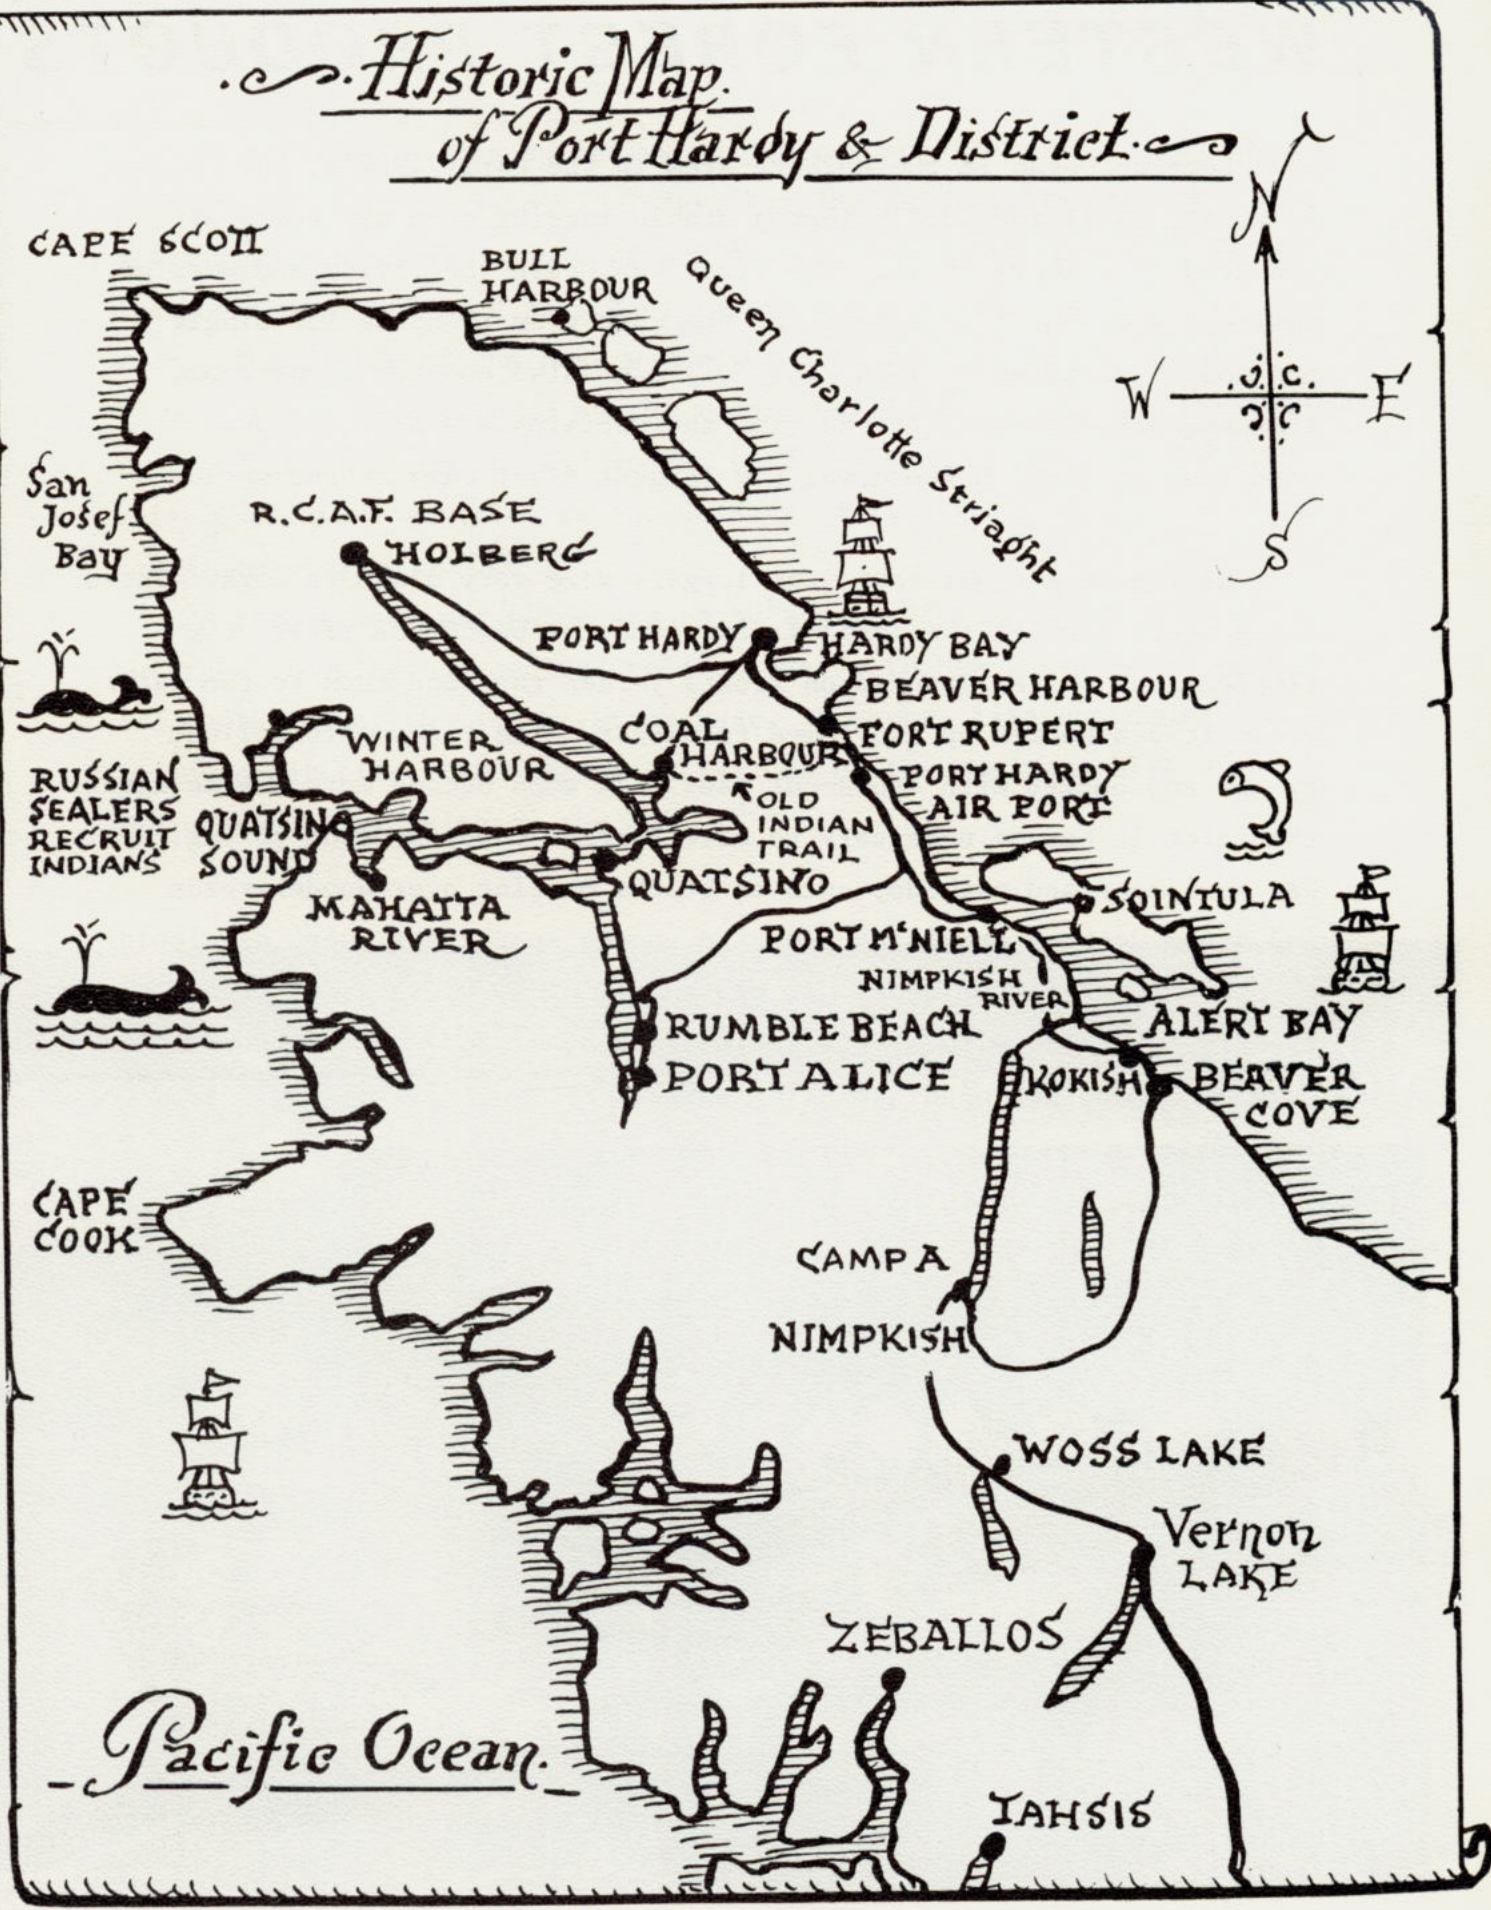 Historic Map.
of Port Hardy & District.
N
W E
S
CAPE SCOTT
BULL
HARBOUR
Queen Charlotte Striaght
San
Josef
Bay
R.C.A.F. BASE
HOLBERG
PORT HARDY
HARDY BAY
BEAVER HARBOUR
FORT RUPERT
COAL
HARBOUR
PORT HARDY
AIR PORT
OLD
INDIAN
TRAIL
WINTER
HARBOUR
RUSSIAN
SEALERS
RECRUIT
INDIANS
QUATSINO
SOUND
QUATSINO
MAHATTA
RIVER
SOINTULA
PORT M'NIELL
NIMPKISH
RIVER
ALERT BAY
RUMBLE BEACH
PORT ALICE
KOKISH
BEAVER
COVE
CAPE
COOK
CAMP A
NIMPKISH
WOSS LAKE
Vernon
LAKE
ZEBALLOS
Pacific Ocean.
TAHSIS